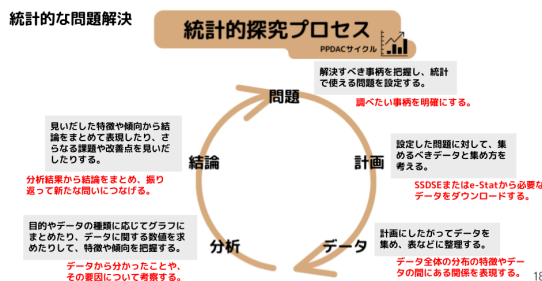 統計的な問題解決
統計的探究プロセス
PPDACサイクル
解決すべき事柄を把握し、統計
で使える問題を設定する。
調べたい事柄を明確にする。
問題
設定した問題に対して、集
めるべきデータと集め方を
考える。
計画
SSDSEまたはe-Statから必要な
データをダウンロードする。
計画にしたがってデータを
集め、表などに整理する。
データ
データ全体の分布の特徴やデー
タの間にある関係を表現する。
目的やデータの種類に応じてグラフに
まとめたり、データに関する数値を求
めたりして、特徴や傾向を把握する。
分析
データから分かったことや、
その要因について考察する。
見いだした特徴や傾向から結
論をまとめて表現したり、さ
らなる課題や改善点を見いだ
したりする。
結論
分析結果から結論をまとめ、振り
返って新たな問いにつなげる。
18